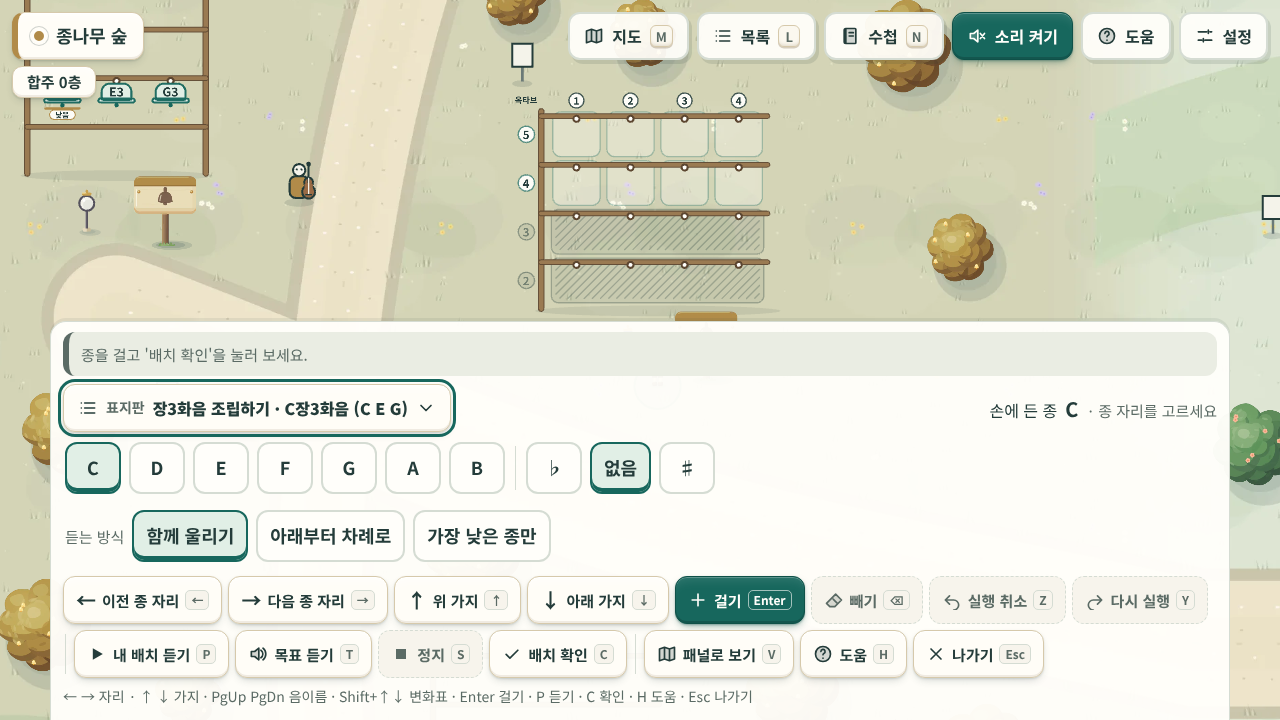 종나무 숲
지도 M
목록 L
수첩 N
소리 켜기
도움
설정
합주 0층
E3
G3
낮음
옥타브
1 2 3 4
5
4
3
2
종을 걸고 '배치 확인'을 눌러 보세요.
표지판 장3화음 조립하기 · C장3화음 (C E G)
손에 든 종 C · 종 자리를 고르세요
C D E F G A B ♭ 없음 ♯
듣는 방식 함께 울리기 아래부터 차례로 가장 낮은 종만
← 이전 종 자리 ← → 다음 종 자리 → ↑ 위 가지 ↑ ↓ 아래 가지 ↓ + 걸기 Enter 빼기 ⌫ 실행 취소 Z 다시 실행 Y
내 배치 듣기 P 목표 듣기 T 정지 S 배치 확인 C 패널로 보기 V 도움 H 나가기 Esc
← → 자리 · ↑ ↓ 가지 · PgUp PgDn 음이름 · Shift+↑↓ 변화표 · Enter 걸기 · P 듣기 · C 확인 · H 도움 · Esc 나가기